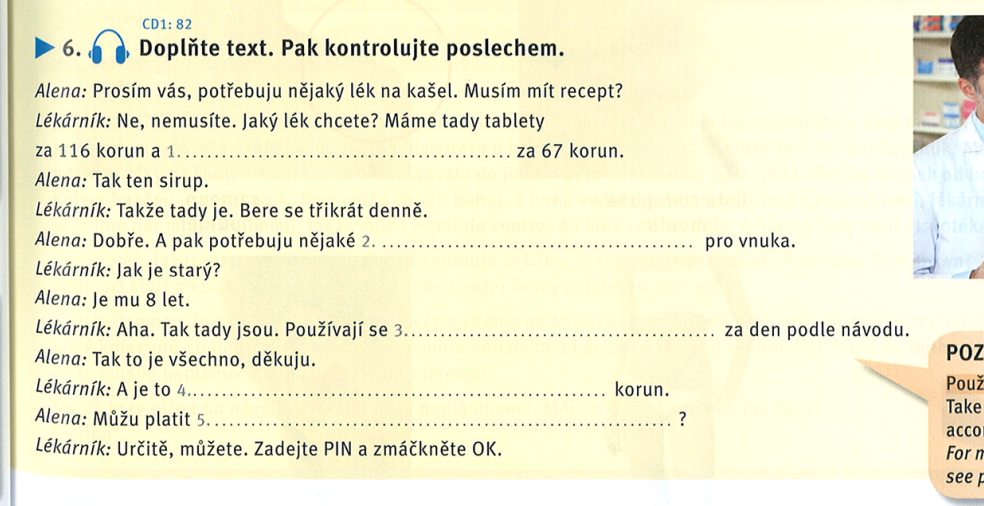 CD1: 82
6. Doplňte text. Pak kontrolujte poslechem.
Alena: Prosím vás, potřebuju nějaký lék na kašel. Musím mít recept?
Lékárník: Ne, nemusíte. Jaký lék chcete? Máme tady tablety
za 116 korun a 1. ........................................ za 67 korun.
Alena: Tak ten sirup.
Lékárník: Takže tady je. Bere se třikrát denně.
Alena: Dobře. A pak potřebuju nějaké 2. ........................................ pro vnuka.
Lékárník: Jak je starý?
Alena: Je mu 8 let.
Lékárník: Aha. Tak tady jsou. Používají se 3. ........................................ za den podle návodu.
Alena: Tak to je všechno, děkuju.
Lékárník: A je to 4. ........................................ korun.
Alena: Můžu platit 5. ........................................ ?
Lékárník: Určitě, můžete. Zadejte PIN a zmáčkněte OK.
POZ
Použ
Take
acco
For
see